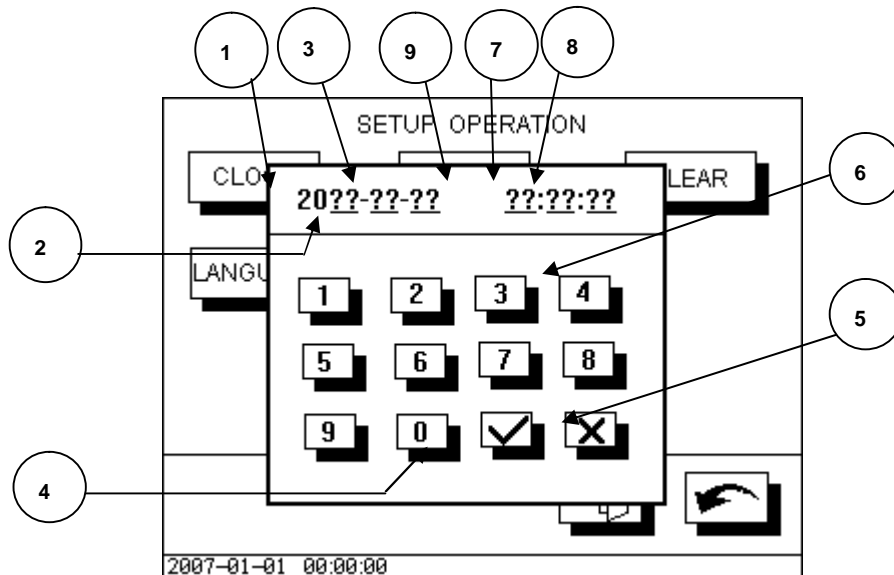 1 3 9 7 8
SETUP OPERATION
CLO LEAR
6
20??-??-?? ??:??:??
2
LANGU
1 2 3 4
5
5 6 7 8
9 0
4
2007-01-01 00:00:00